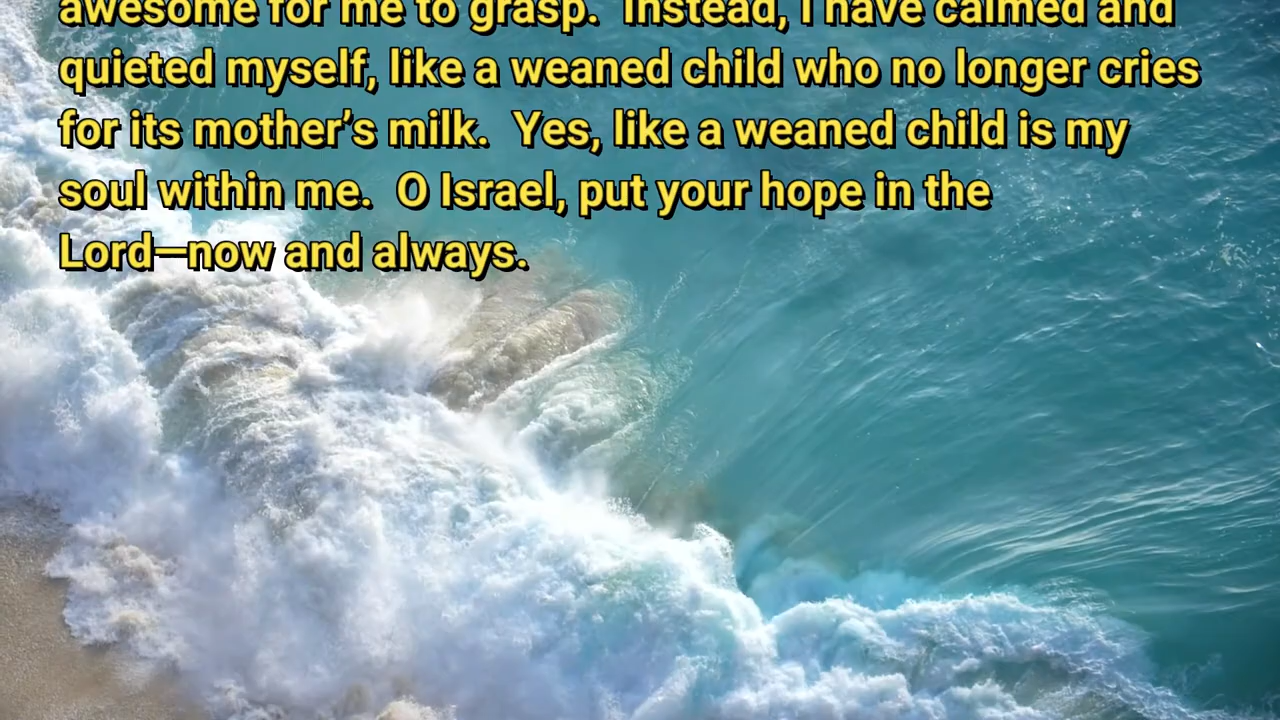 awesome for me to grasp.  Instead, I have calmed and
quieted myself, like a weaned child who no longer cries
for its mother’s milk.  Yes, like a weaned child is my
soul within me.  O Israel, put your hope in the
Lord—now and always.